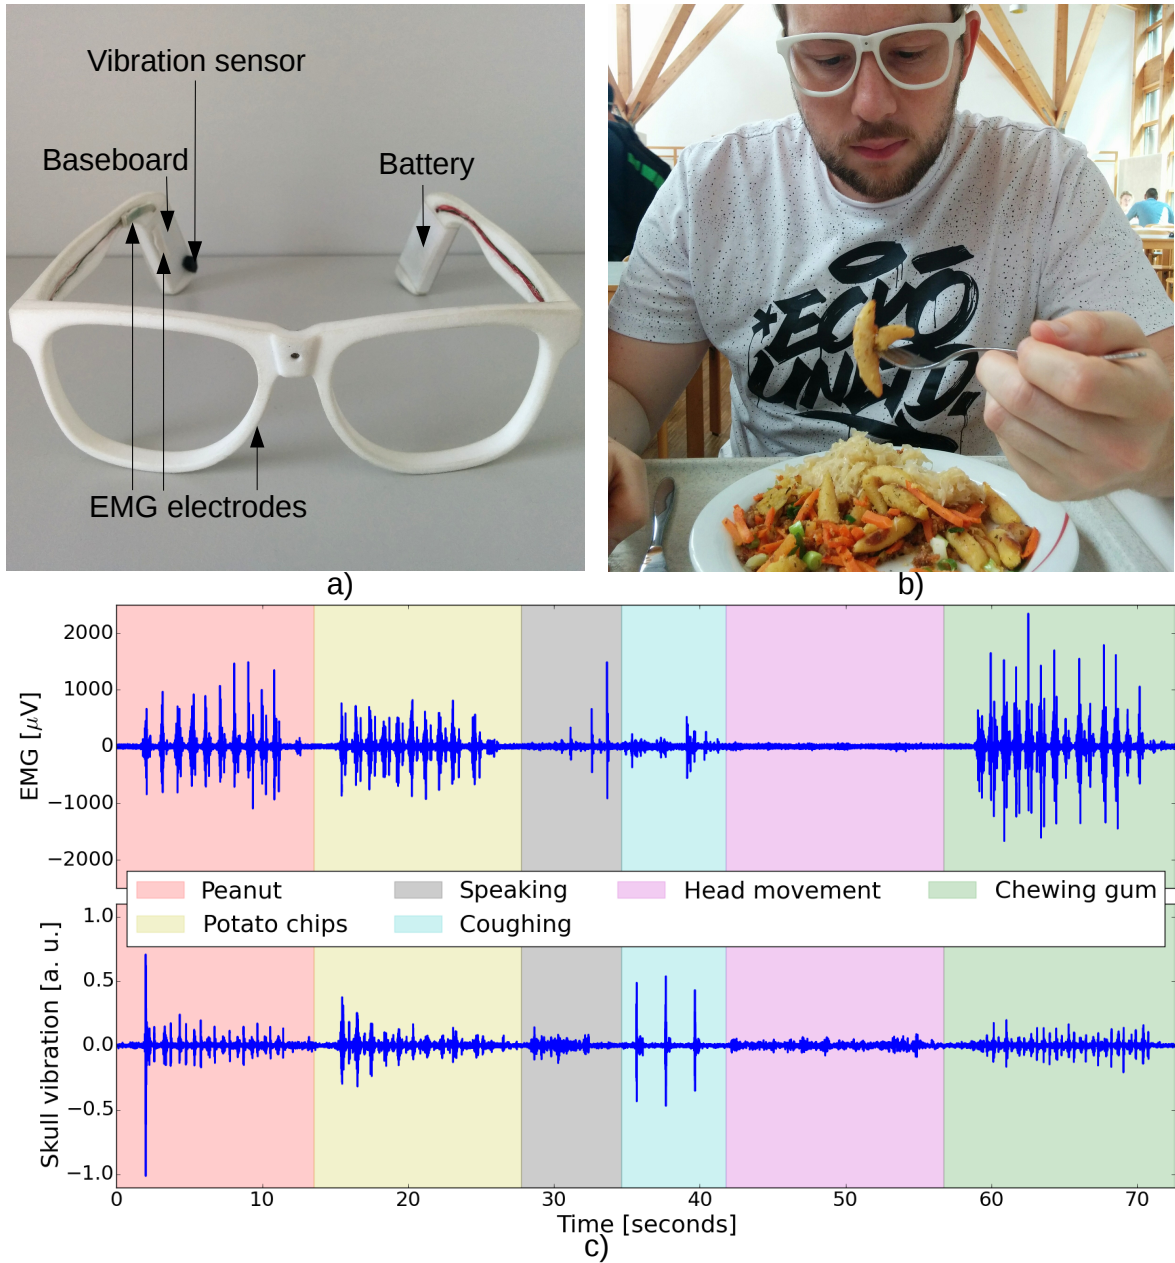 Vibration sensor
Baseboard
Battery
EMG electrodes
a)
*ECKO
UNLTD.
b)
EMG [μV]
2000
1000
0
−1000
−2000
Peanut
Speaking
Head movement
Chewing gum
Potato chips
Coughing
Skull vibration [a. u.]
1.0
0.5
0.0
−0.5
−1.0
0 10 20 30 40 50 60 70
Time [seconds]
c)